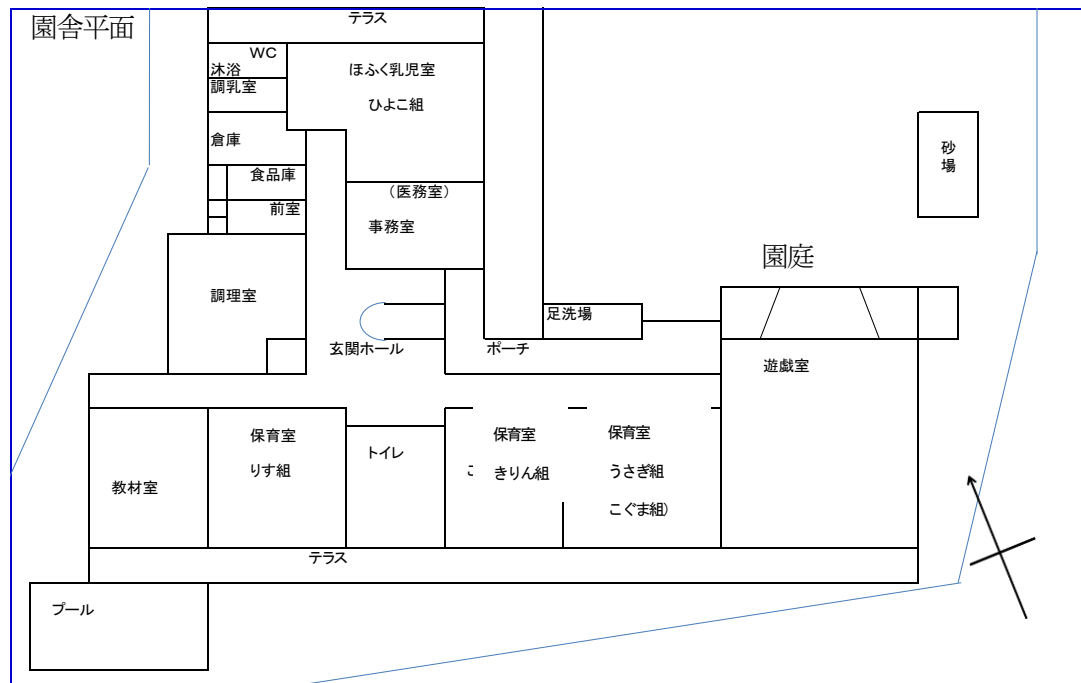 園舎平面
テラス
WC
沐浴
調乳室
ほふく乳児室
ひよこ組
倉庫
食品庫
前室
(医務室)
事務室
砂
場
園庭
調理室
足洗場
玄関ホール
ポーチ
遊戯室
保育室
りす組
トイレ
保育室
きりん組
保育室
うさぎ組
こぐま組)
教材室
テラス
プール